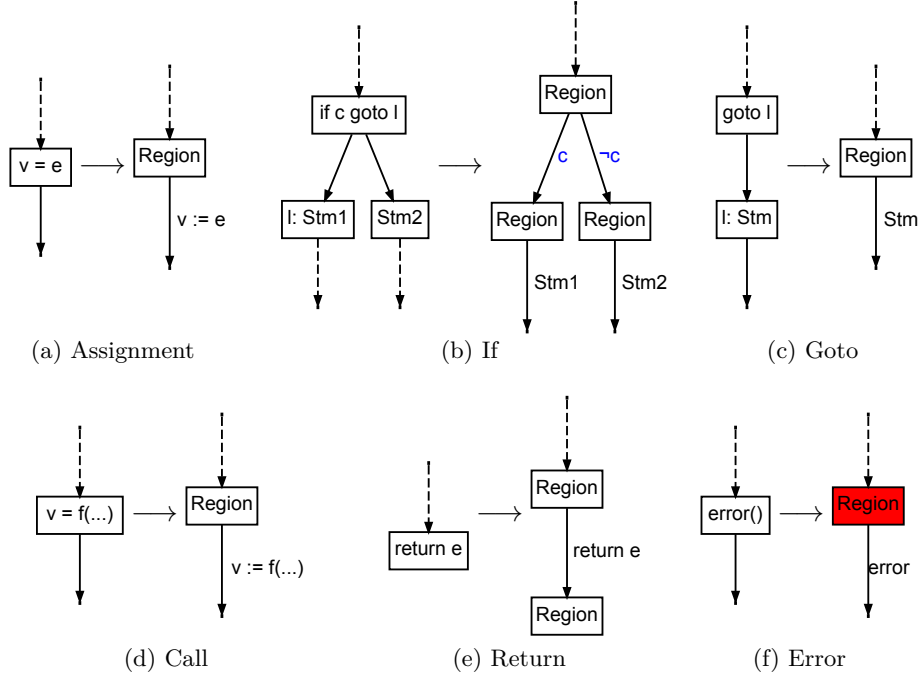 v = e
Region
v := e
(a) Assignment
if c goto l
l: Stm1
Stm2
Region
c
¬c
Region
Region
Stm1
Stm2
(b) If
goto l
l: Stm
Region
Stm
(c) Goto
v = f(...)
Region
v := f(...)
(d) Call
return e
Region
return e
Region
(e) Return
error()
Region
error
(f) Error